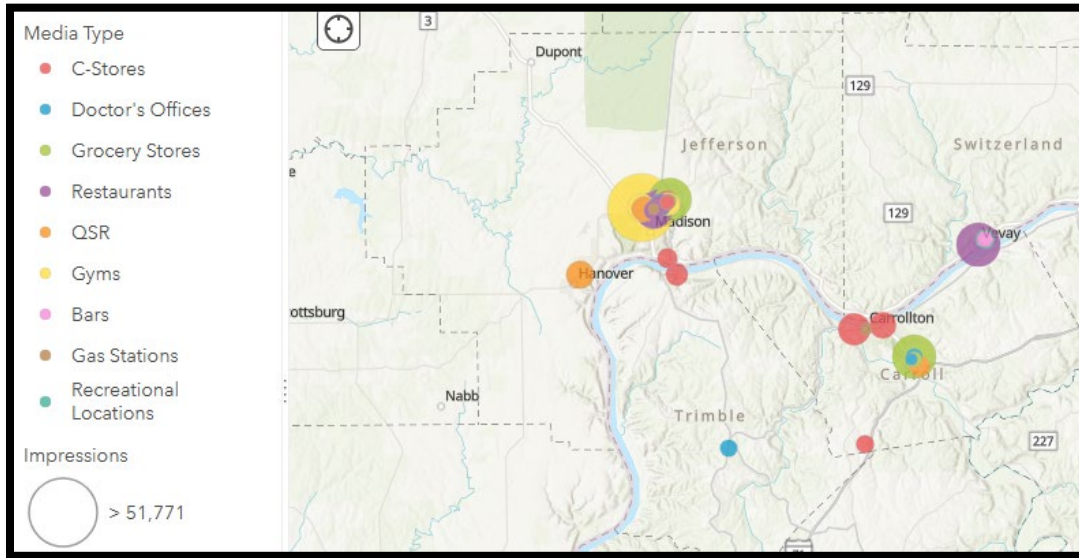 Media Type
C-Stores
Doctor's Offices
Grocery Stores
Restaurants
QSR
Gyms
Bars
Gas Stations
Recreational
Locations
Impressions
> 51,771
3
Dupont
129
Jefferson
Switzerland
e
129
Madison
Vevay
Hanover
ottsburg
Carrollton
Carroll
Nabb
Trimble
227